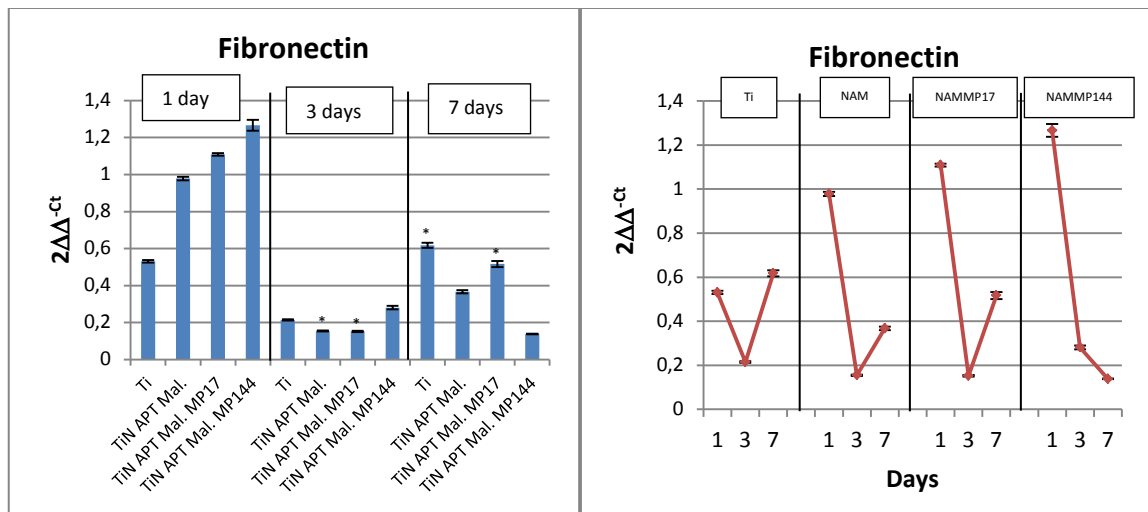 Fibronectin
1 day
3 days
7 days
1,4
1,2
1
0,8
0,6
0,4
0,2
0
2ΔΔ-Ct
*
*
*
*
Ti
TiN APT Mal.
TiN APT Mal. MP17
TiN APT Mal. MP144
Ti
TiN APT Mal.
TiN APT Mal. MP17
TiN APT Mal. MP144
Ti
TiN APT Mal.
TiN APT Mal. MP17
TiN APT Mal. MP144
Fibronectin
Ti
NAM
NAMMP17
NAMMP144
1,4
1,2
1
0,8
0,6
0,4
0,2
0
2ΔΔ-Ct
1 3 7 1 3 7 1 3 7 1 3 7
Days